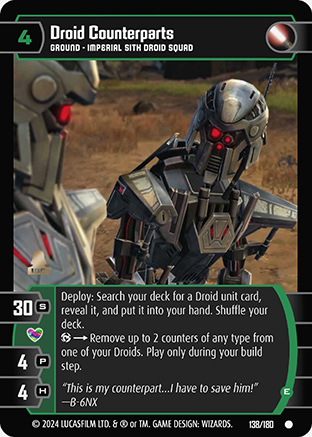 4 Droid Counterparts
GROUND - IMPERIAL SITH DROID SQUAD
30 S
4 P
4 H
Deploy: Search your deck for a Droid unit card,
reveal it, and put it into your hand. Shuffle your
deck.
→ Remove up to 2 counters of any type from
one of your Droids. Play only during your build
step.
"This is my counterpart...I have to save him!"
—B-6NX
E
© 2024 LUCASFILM LTD. & ® or TM. GAME DESIGN: WIZARDS. 138/180